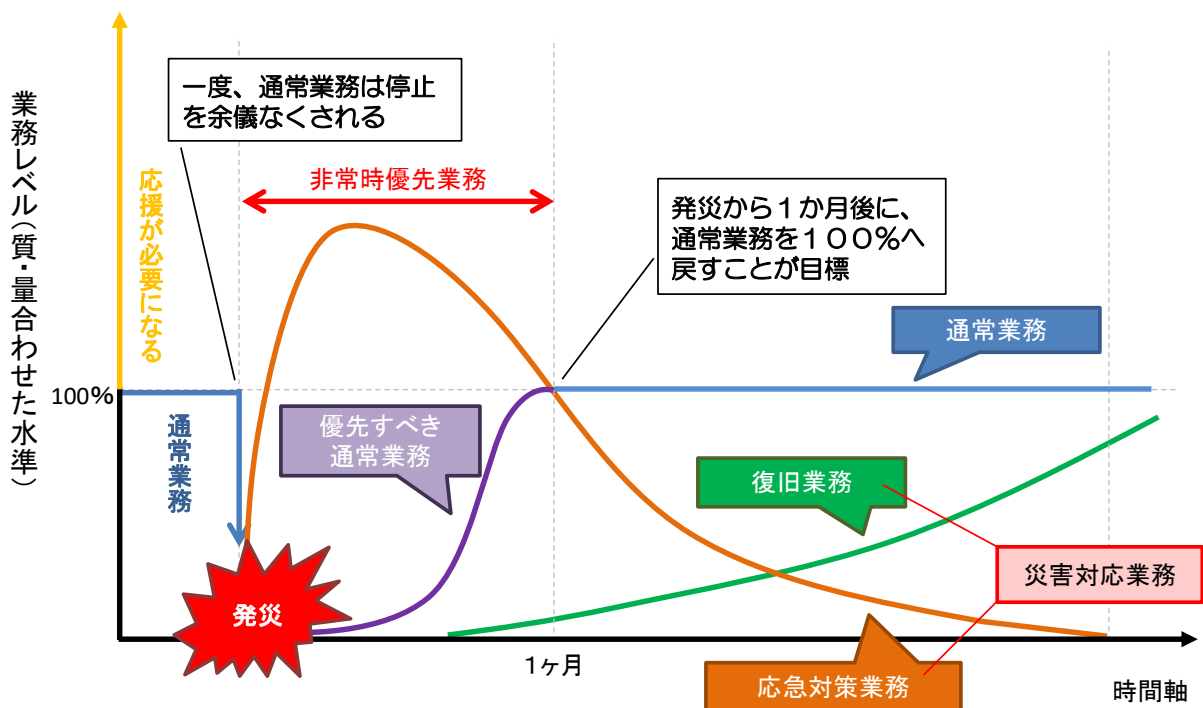 業務レベル（質・量合わせた水準）
応援が必要になる
一度、通常業務は停止
を余儀なくされる
非常時優先業務
発災から１か月後に、
通常業務を１００％へ
戻すことが目標
通常業務
100%
通常業務
優先すべき
通常業務
復旧業務
災害対応業務
発災
1ヶ月
応急対策業務
時間軸